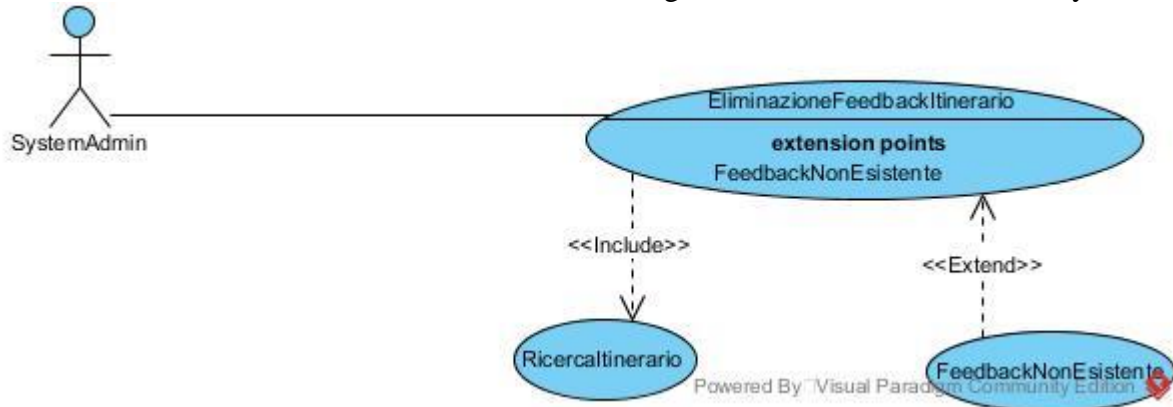 EliminazioneFeedbackItinerario
SystemAdmin
extension points
FeedbackNonEsistente
<<Include>>
<<Extend>>
RicercaItinerario
FeedbackNonEsistente
Powered By Visual Paradigm Community Edition